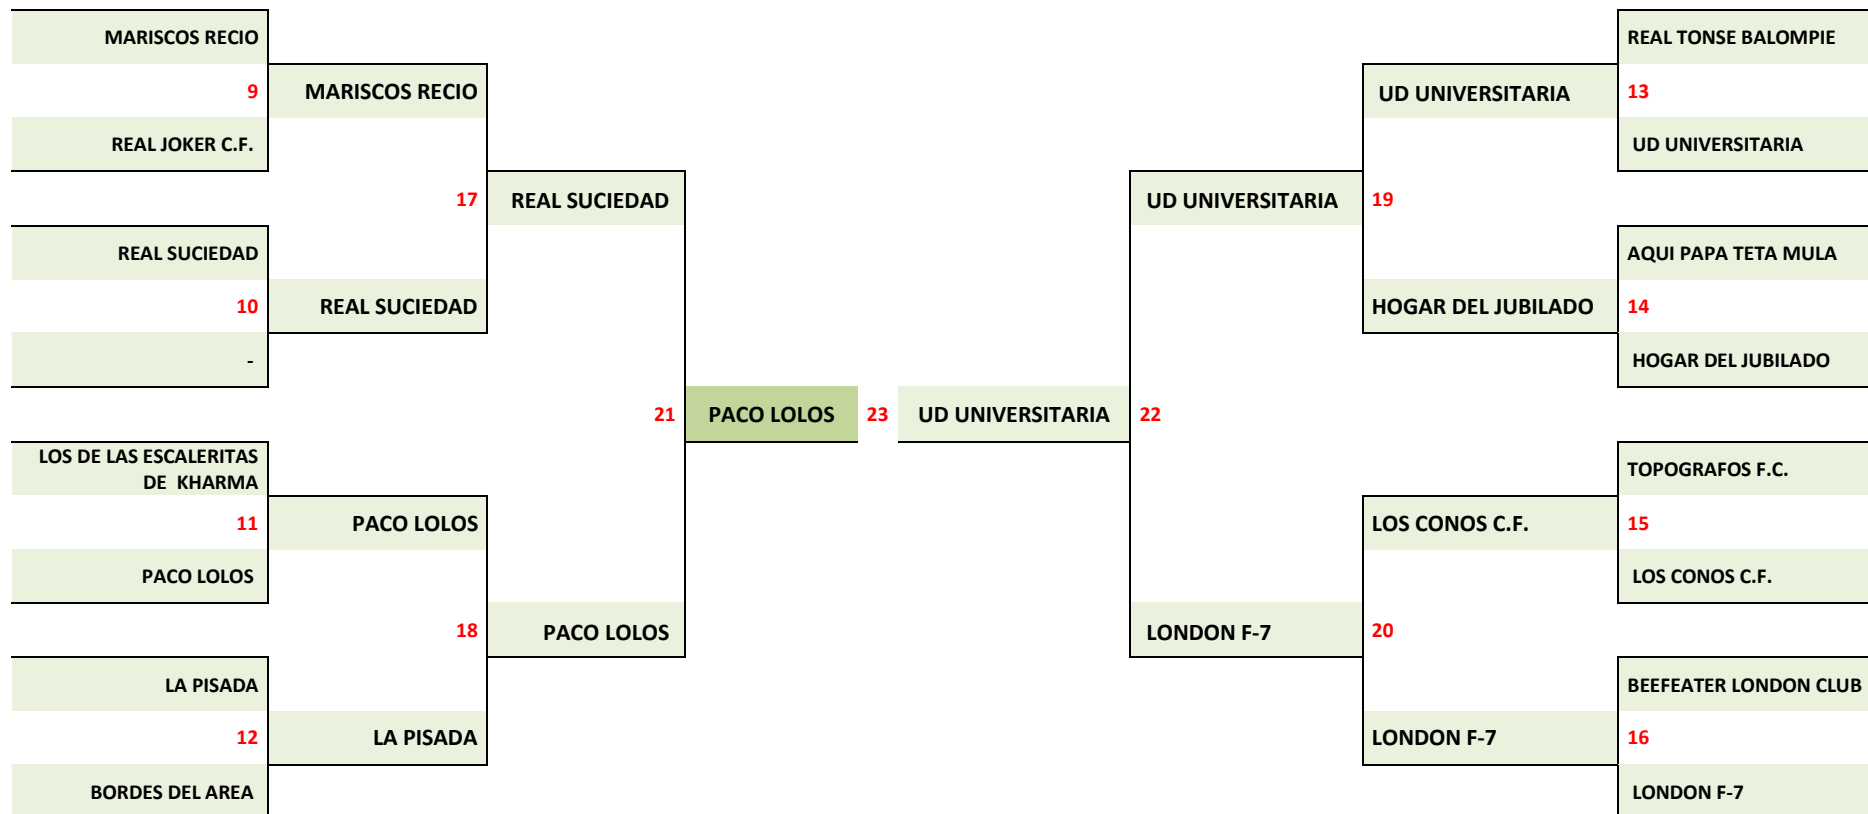 MARISCOS RECIO
REAL TONSE BALOMPIE
9
MARISCOS RECIO
UD UNIVERSITARIA
13
REAL JOKER C.F.
UD UNIVERSITARIA
17
REAL SUCIEDAD
UD UNIVERSITARIA
19
REAL SUCIEDAD
AQUI PAPA TETA MULA
10
REAL SUCIEDAD
HOGAR DEL JUBILADO
14
-
HOGAR DEL JUBILADO
21
PACO LOLOS
23
UD UNIVERSITARIA
22
LOS DE LAS ESCALERITAS
DE KHARMA
TOPOGRAFOS F.C.
11
PACO LOLOS
LOS CONOS C.F.
15
PACO LOLOS
LOS CONOS C.F.
18
PACO LOLOS
LONDON F-7
20
LA PISADA
BEEFEATER LONDON CLUB
12
LA PISADA
LONDON F-7
16
BORDES DEL AREA
LONDON F-7